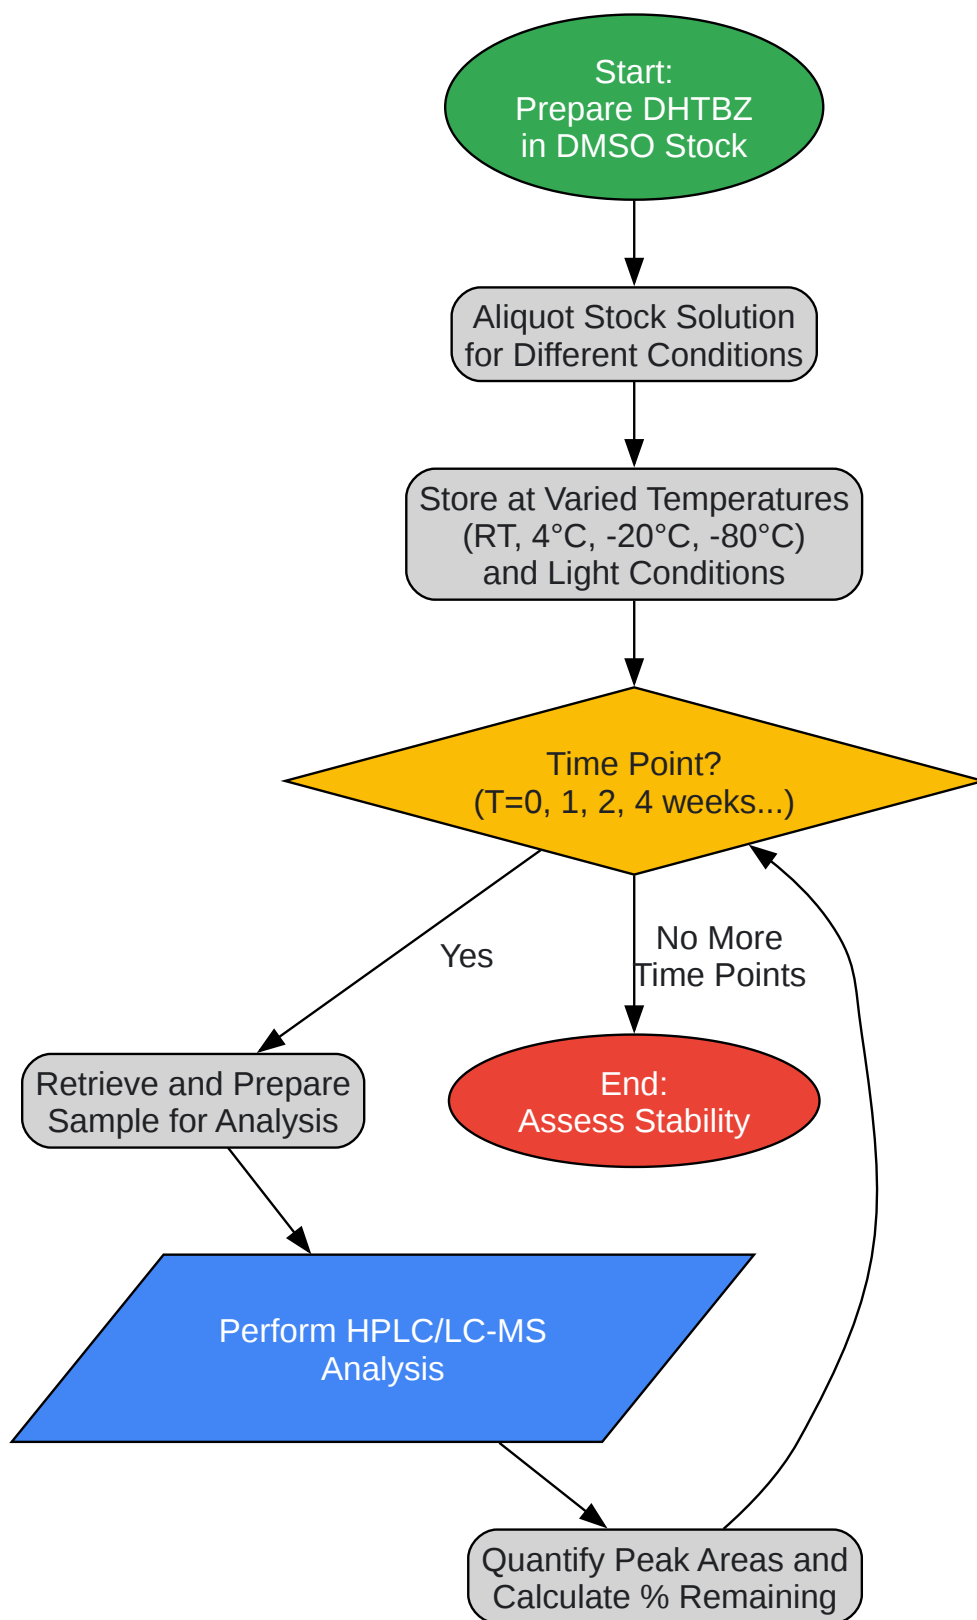 Start:
Prepare DHTBZ
in DMSO Stock
Aliquot Stock Solution
for Different Conditions
Store at Varied Temperatures
(RT, 4°C, -20°C, -80°C)
and Light Conditions
Time Point?
(T=0, 1, 2, 4 weeks...)
Yes
No More
Time Points
Retrieve and Prepare
Sample for Analysis
End:
Assess Stability
Perform HPLC/LC-MS
Analysis
Quantify Peak Areas and
Calculate % Remaining